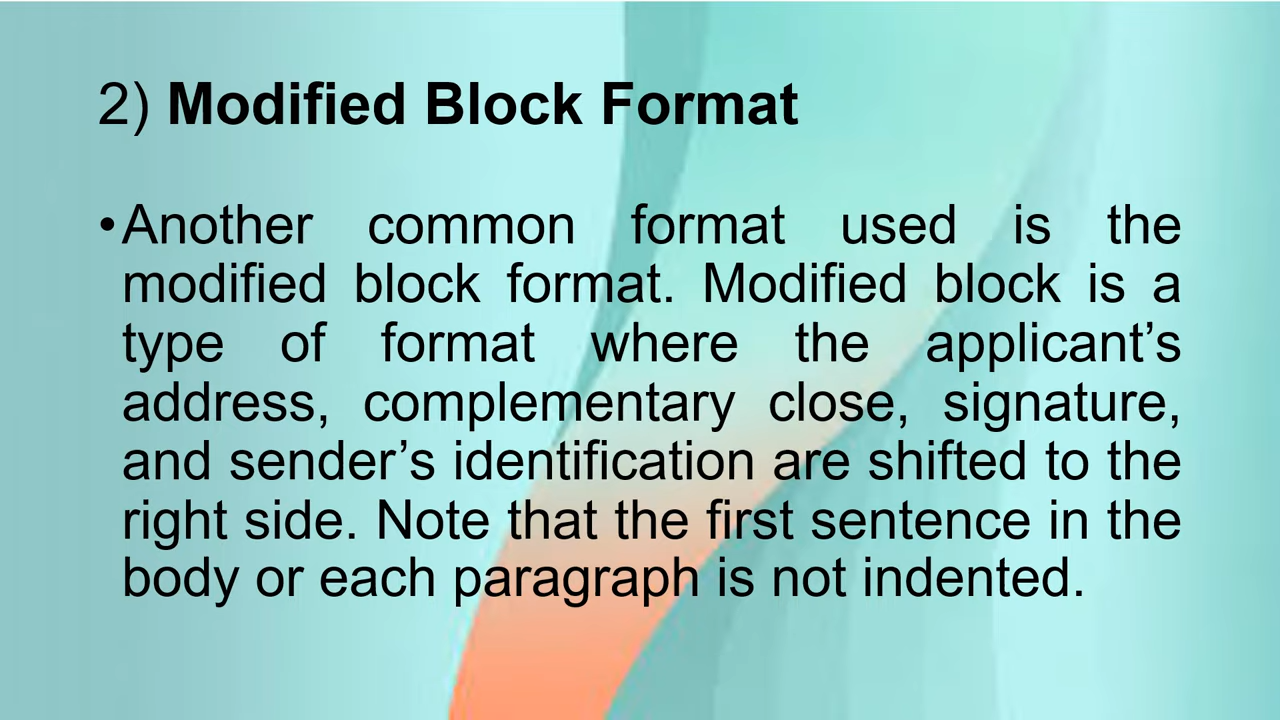 2) Modified Block Format
•Another common format used is the
modified block format. Modified block is a
type of format where the applicant’s
address, complementary close, signature,
and sender’s identification are shifted to the
right side. Note that the first sentence in the
body or each paragraph is not indented.